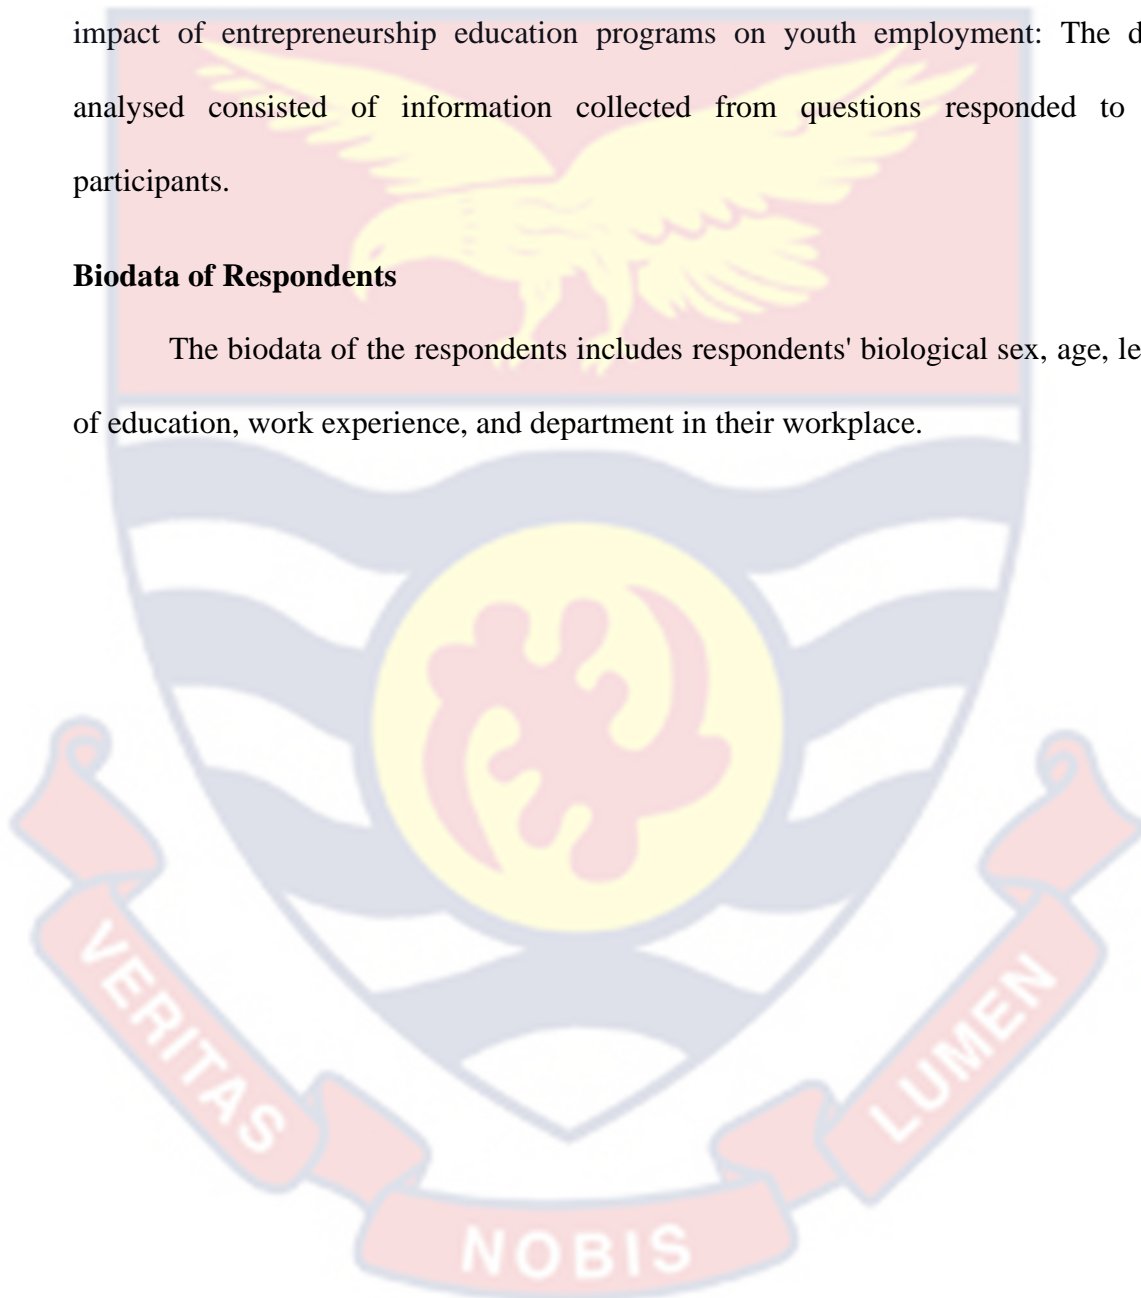 impact of entrepreneurship education programs on youth employment: The d
analysed consisted of information collected from questions responded to
participants.
Biodata of Respondents
The biodata of the respondents includes respondents' biological sex, age, le
of education, work experience, and department in their workplace.
VERITAS
NOBIS
LUMEN